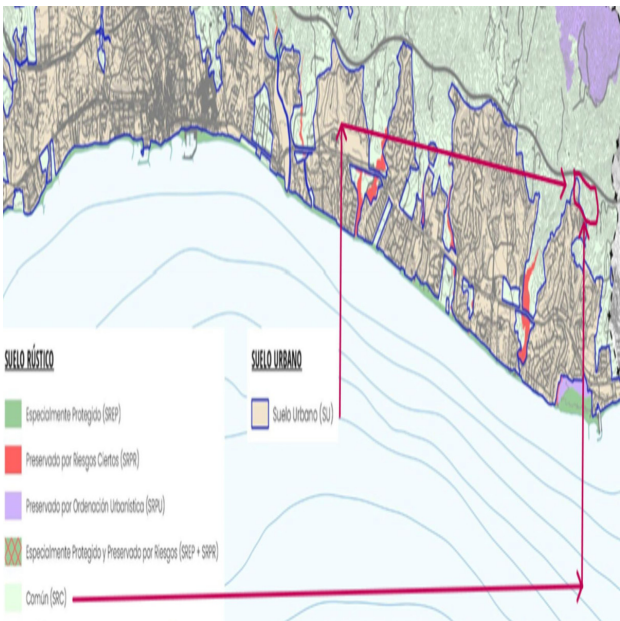 SUELO RÚSTICO
Especialmente Protegido (SREP)
Preservado por Riesgos Ciertos (SRPR)
Preservado por Ordenación Urbanística (SRPU)
Especialmente Protegido y Preservado por Riesgos (SREP + SRPR)
Común (SRC)
SUELO URBANO
Suelo Urbano (SU)